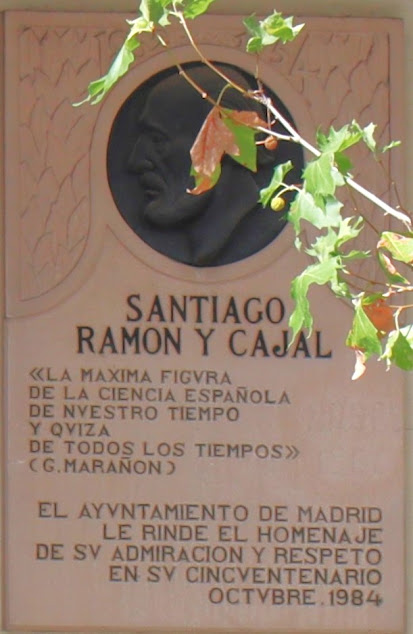 SANTIAGO
RAMON Y CAJAL
«LA MAXIMA FIGVRA
DE LA CIENCIA ESPAÑOLA
DE NVESTRO TIEMPO
Y QVIZA
DE TODOS LOS TIEMPOS»
(G. MARAÑON)
EL AYVNTAMIENTO DE MADRID
LE RINDE EL HOMENAJE
DE SV ADMIRACION Y RESPETO
EN SV CINCVENTENARIO
OCTVBRE. 1984